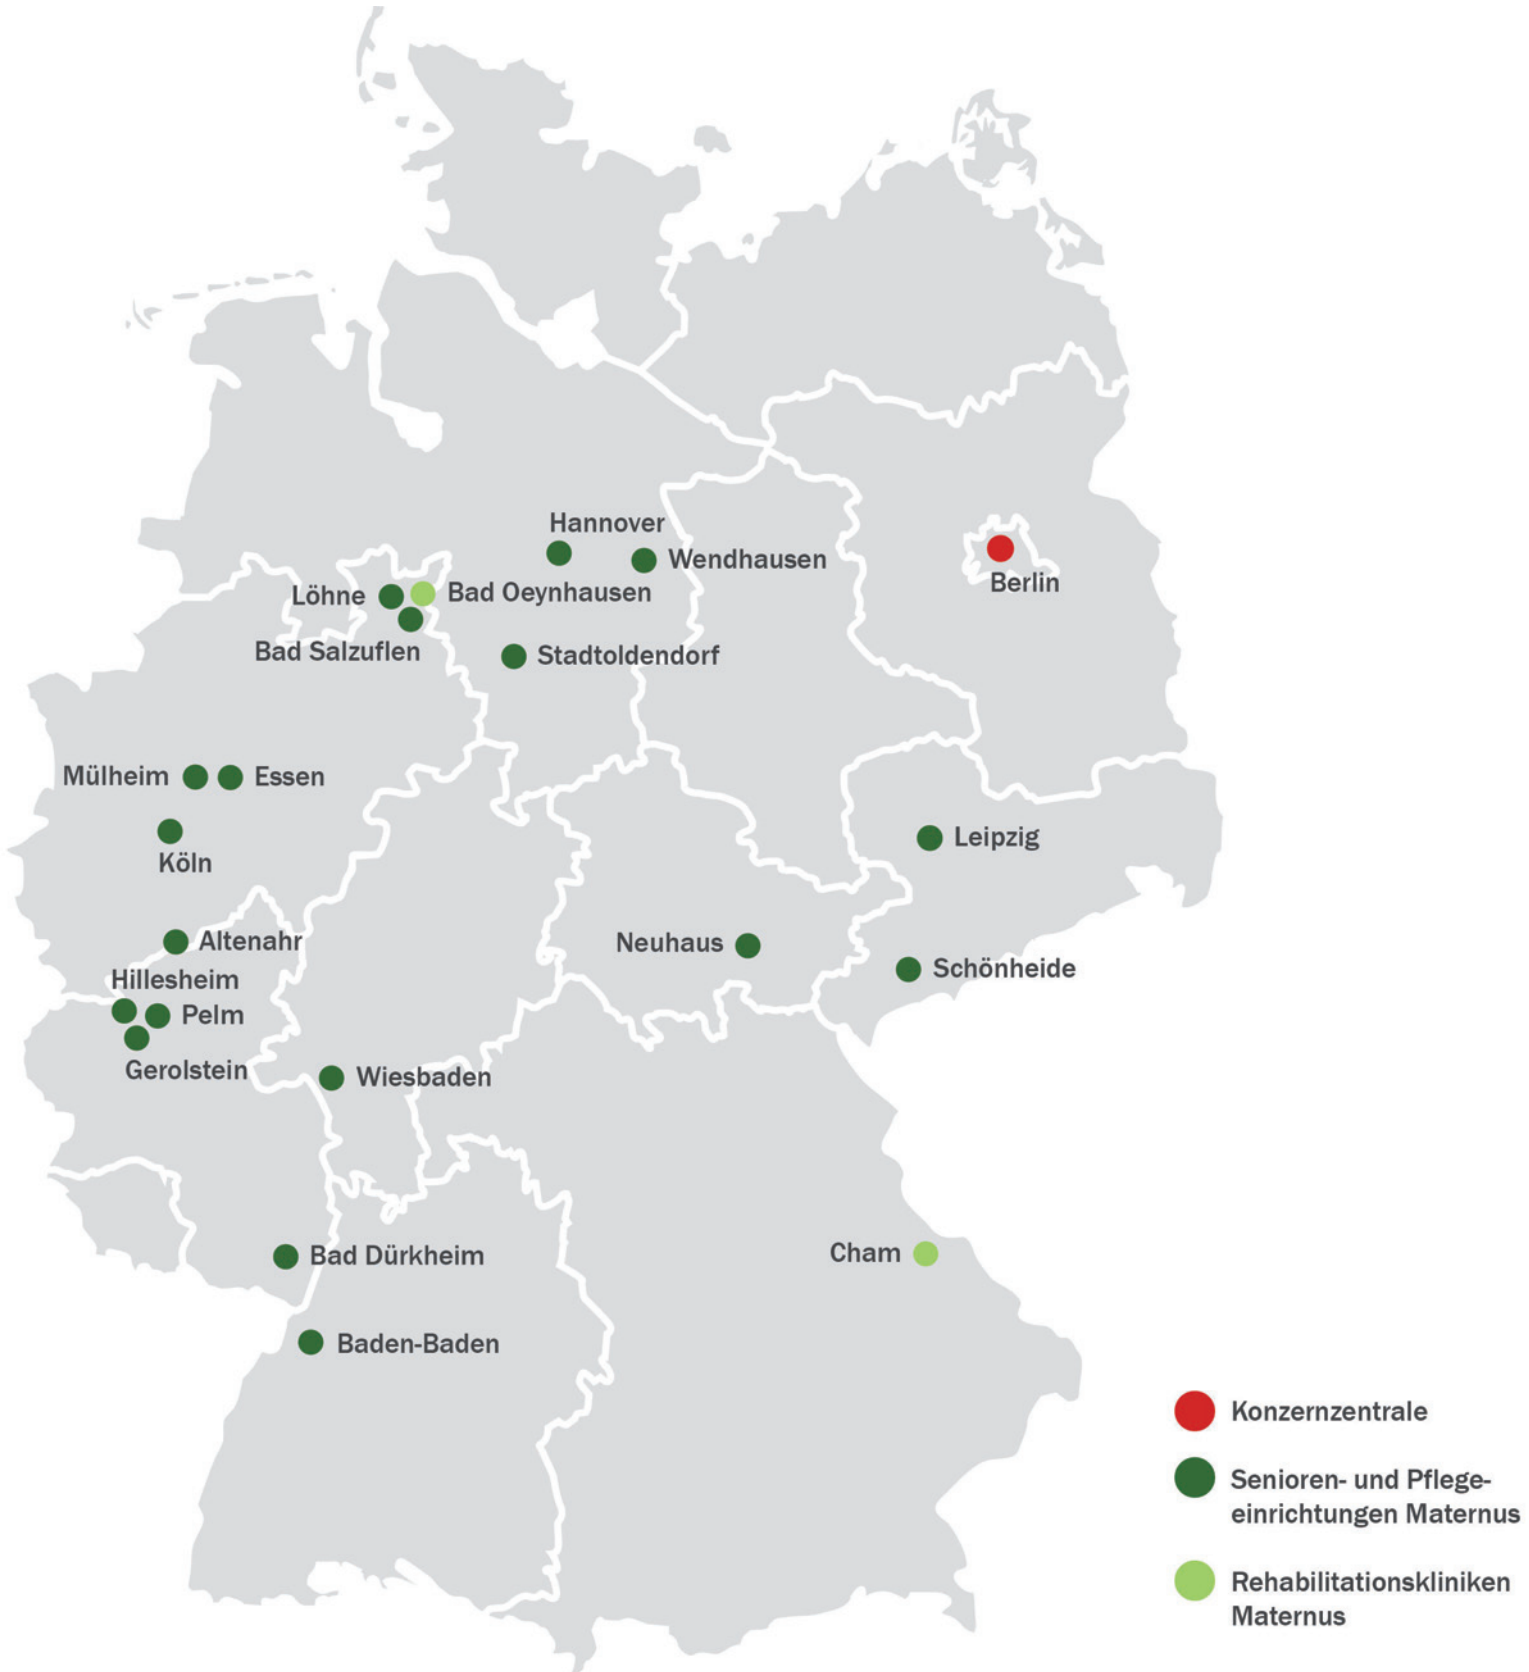 Hannover
Wendhausen
Berlin
Löhne
Bad Oeynhausen
Bad Salzuflen
Stadtoldendorf
Mülheim
Essen
Köln
Leipzig
Altenahr
Neuhaus
Schönheide
Hillesheim
Pelm
Gerolstein
Wiesbaden
Bad Dürkheim
Cham
Baden-Baden
Konzernzentrale
Senioren- und Pflege-
einrichtungen Maternus
Rehabilitationskliniken
Maternus